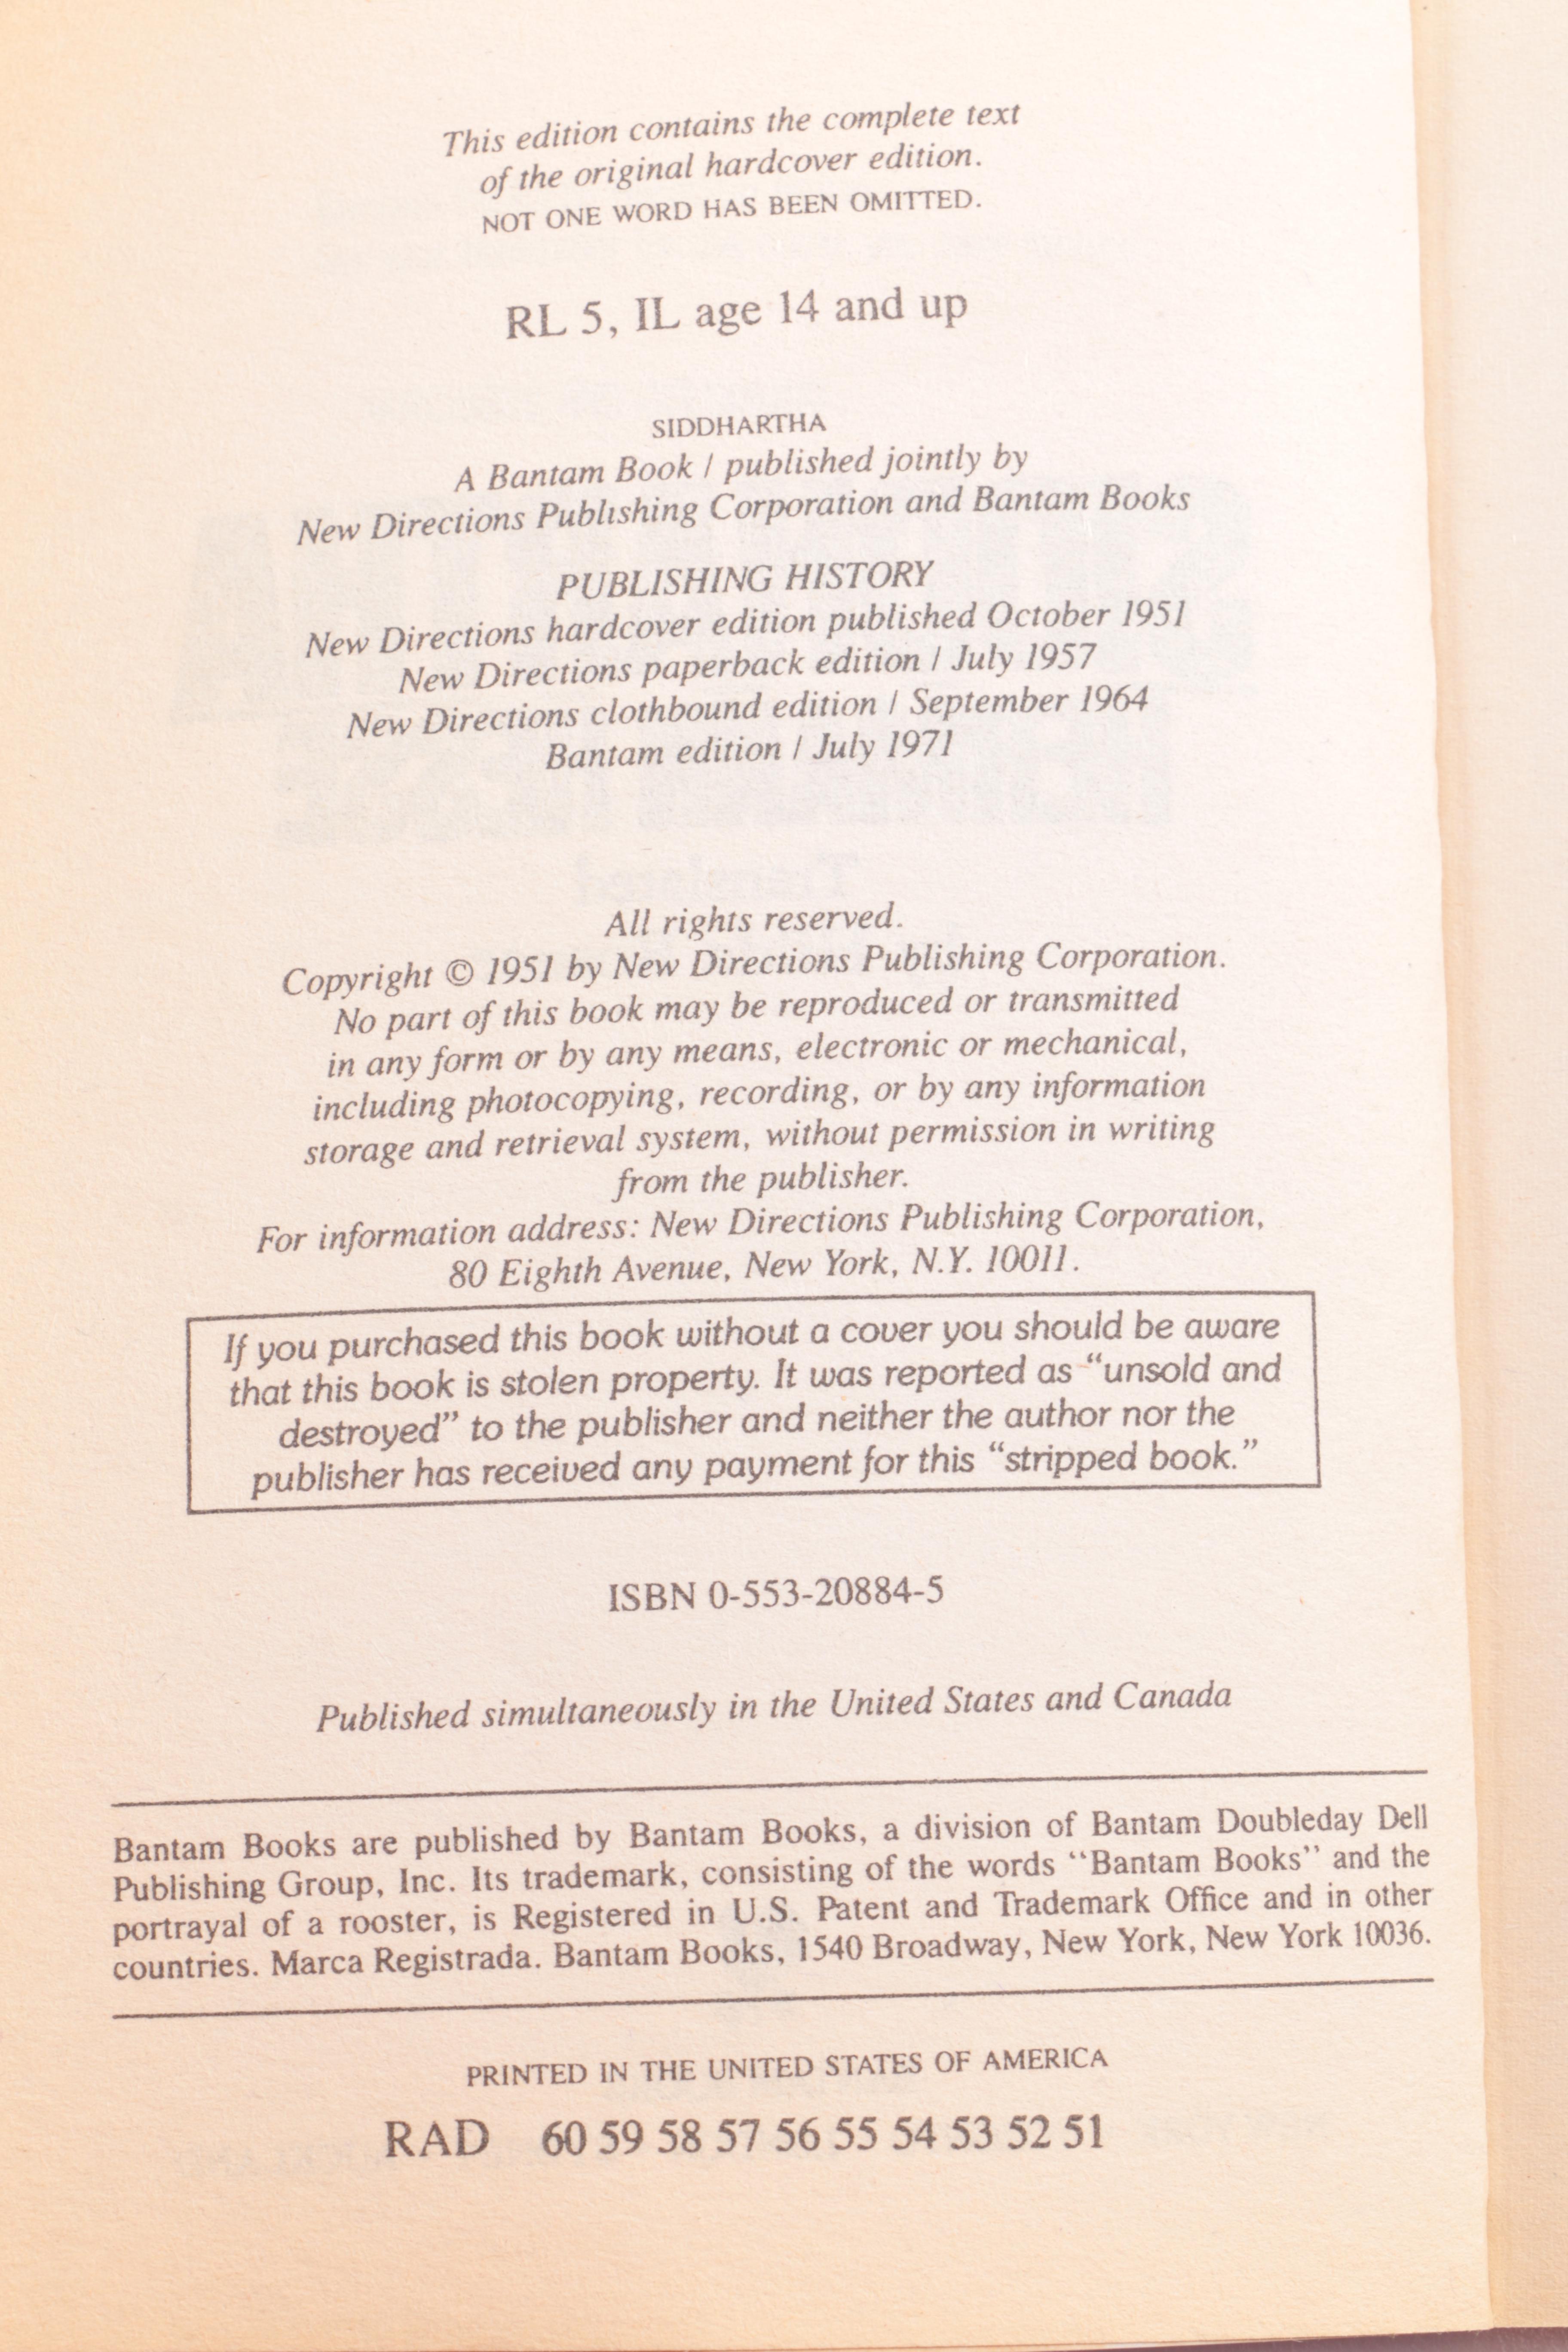 This edition contains the complete text
of the original hardcover edition.
NOT ONE WORD HAS BEEN OMITTED.
RL 5, IL age 14 and up
SIDDHARTHA
A Bantam Book / published jointly by
New Directions Publishing Corporation and Bantam Books
PUBLISHING HISTORY
New Directions hardcover edition published October 1951
New Directions paperback edition / July 1957
New Directions clothbound edition / September 1964
Bantam edition / July 1971
All rights reserved.
Copyright © 1951 by New Directions Publishing Corporation.
No part of this book may be reproduced or transmitted
in any form or by any means, electronic or mechanical,
including photocopying, recording, or by any information
storage and retrieval system, without permission in writing
from the publisher.
For information address: New Directions Publishing Corporation,
80 Eighth Avenue, New York, N.Y. 10011.
If you purchased this book without a cover you should be aware
that this book is stolen property. It was reported as “unsold and
destroyed” to the publisher and neither the author nor the
publisher has received any payment for this “stripped book.”
ISBN 0-553-20884-5
Published simultaneously in the United States and Canada
Bantam Books are published by Bantam Books, a division of Bantam Doubleday Dell
Publishing Group, Inc. Its trademark, consisting of the words “Bantam Books” and the
portrayal of a rooster, is Registered in U.S. Patent and Trademark Office and in other
countries. Marca Registrada. Bantam Books, 1540 Broadway, New York, New York 10036.
PRINTED IN THE UNITED STATES OF AMERICA
RAD 60 59 58 57 56 55 54 53 52 51